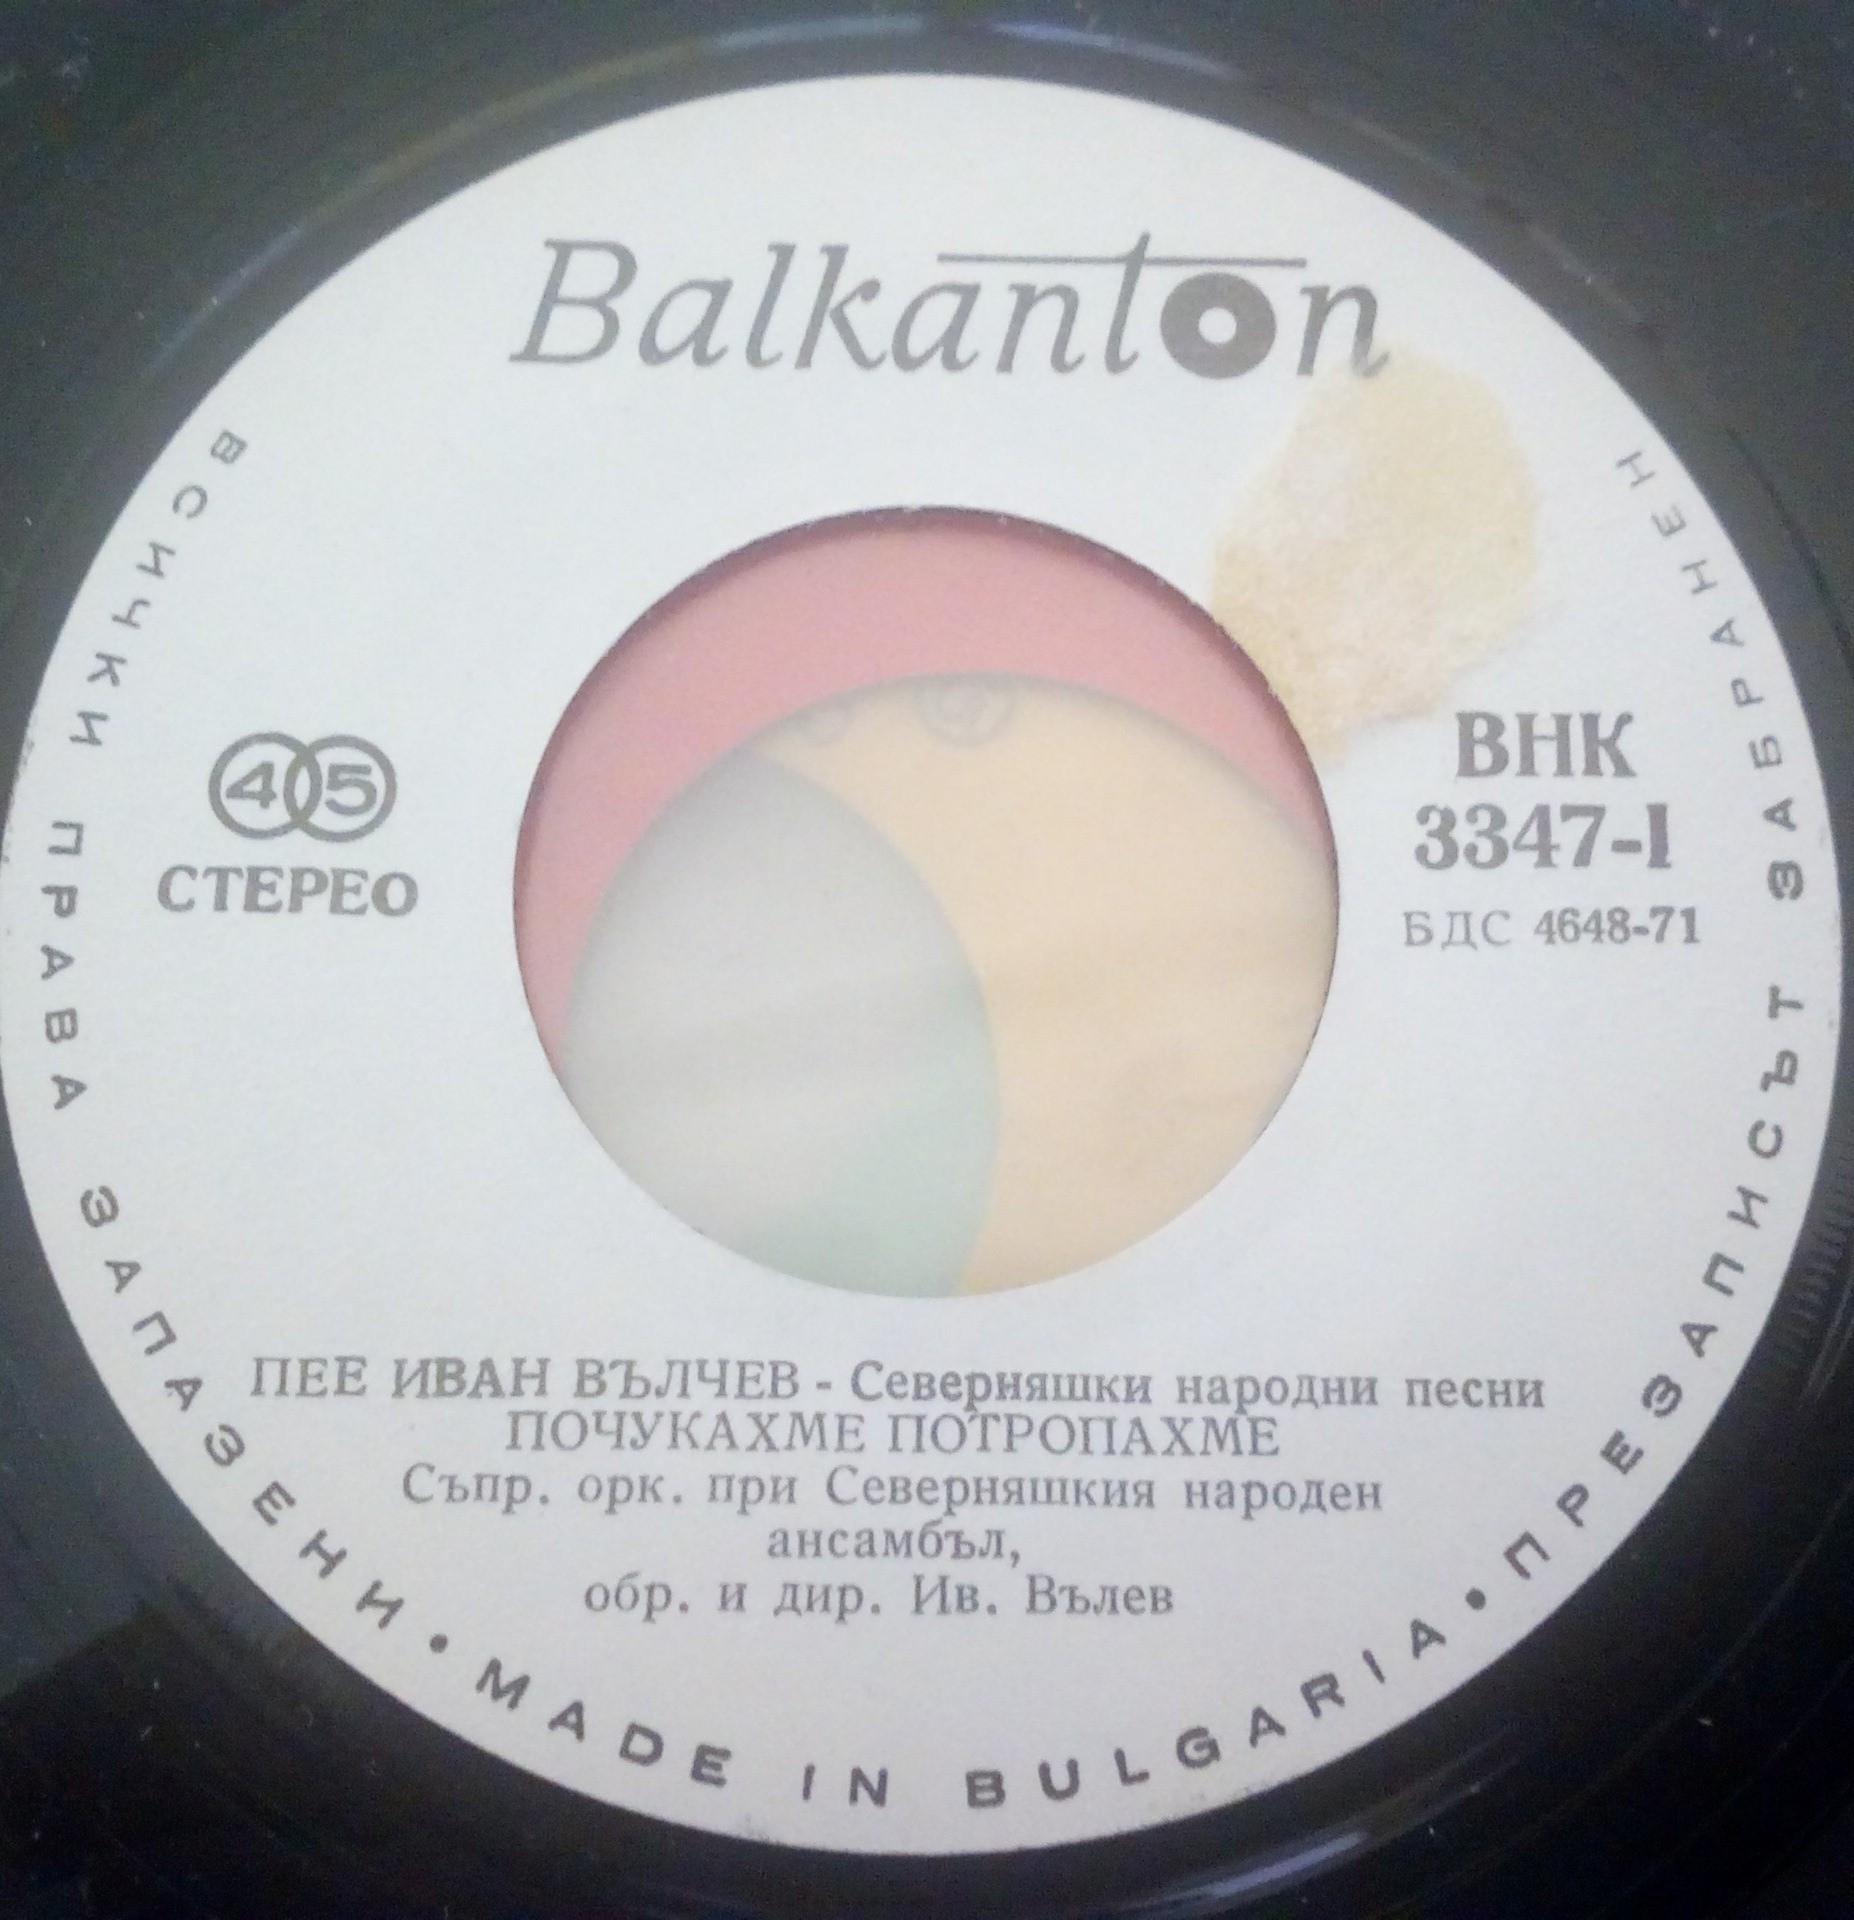 Balkanton
45
СТЕРЕО
ВНК
3347-I
БДС 4648-71
ПЕЕ ИВАН ВЪЛЧЕВ - Северняшки народни песни
ПОЧУКАХМЕ ПОТРОПАХМЕ
Съпр. орк. при Северняшкия народен
ансамбъл,
обр. и дир. Ив. Вълев
ВСИЧКИ ПРАВА ЗАПАЗЕНИ • MADE IN BULGARIA • ПРЕЗАПИСЪТ ЗАБРАНЕН